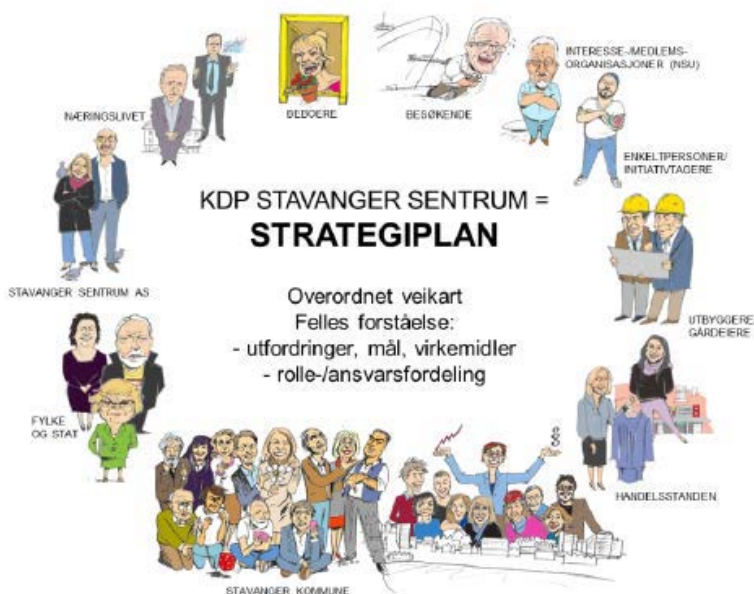 INTERESSE-/MEDLEMS-
ORGANISASJONER (NSU)
NÆRINGSLIVET
BEBOERE
BESØKENDE
ENKELTPERSONER/
INITIATIVTAGERE
KDP STAVANGER SENTRUM =
STRATEGIPLAN
STAVANGER SENTRUM AS
Overordnet veikart
Felles forståelse:
- utfordringer, mål, virkemidler
- rolle-/ansvarsfordeling
UTBYGGERE
GÅRDEIERE
FYLKE
OG STAT
HANDELSSTANDEN
STAVANGER KOMMUNE